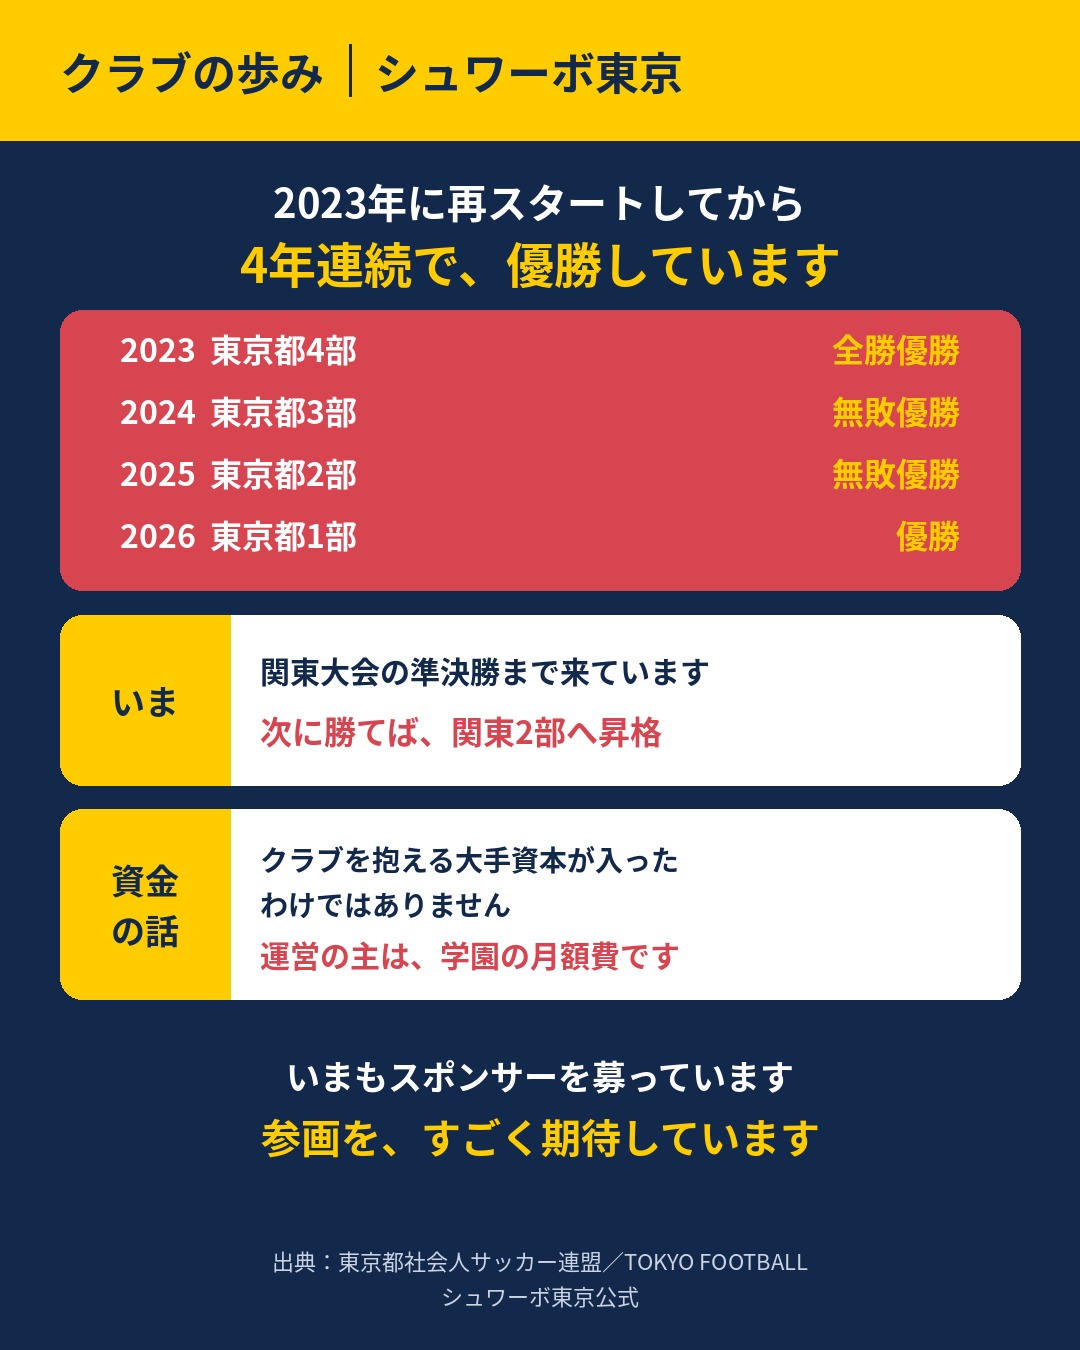 クラブの歩み｜シュワーボ東京
2023年に再スタートしてから
4年連続で、優勝しています
2023 東京都4部 全勝優勝
2024 東京都3部 無敗優勝
2025 東京都2部 無敗優勝
2026 東京都1部 優勝
いま
関東大会の準決勝まで来ています
次に勝てば、関東2部へ昇格
資金
の話
クラブを抱える大手資本が入った
わけではありません
運営の主は、学園の月額費です
いまもスポンサーを募っています
参画を、すごく期待しています
出典：東京都社会人サッカー連盟／TOKYO FOOTBALL
シュワーボ東京公式